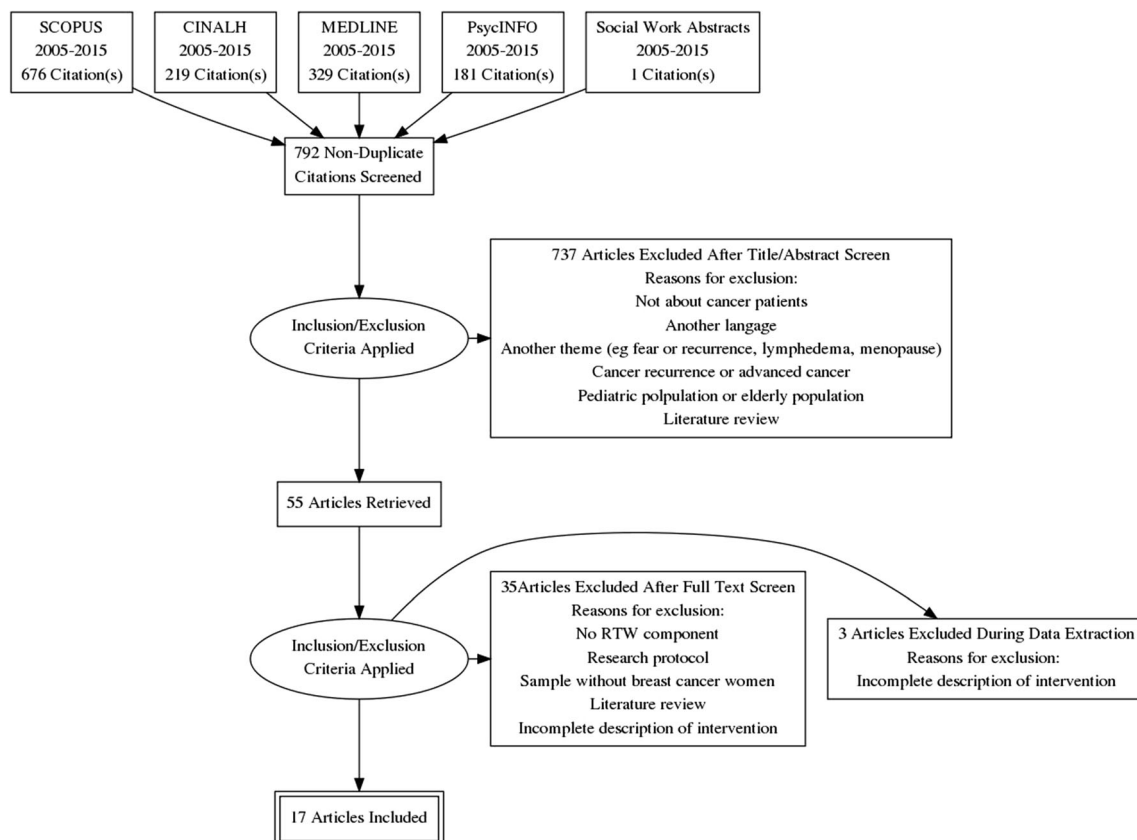 SCOPUS
2005-2015
676 Citation(s)
CINALH
2005-2015
219 Citation(s)
MEDLINE
2005-2015
329 Citation(s)
PsycINFO
2005-2015
181 Citation(s)
Social Work Abstracts
2005-2015
1 Citation(s)
792 Non-Duplicate
Citations Screened
Inclusion/Exclusion
Criteria Applied
737 Articles Excluded After Title/Abstract Screen
Reasons for exclusion:
Not about cancer patients
Another langage
Another theme (eg fear or recurrence, lymphedema, menopause)
Cancer recurrence or advanced cancer
Pediatric polpulation or elderly population
Literature review
55 Articles Retrieved
Inclusion/Exclusion
Criteria Applied
35Articles Excluded After Full Text Screen
Reasons for exclusion:
No RTW component
Research protocol
Sample without breast cancer women
Literature review
Incomplete description of intervention
3 Articles Excluded During Data Extraction
Reasons for exclusion:
Incomplete description of intervention
17 Articles Included